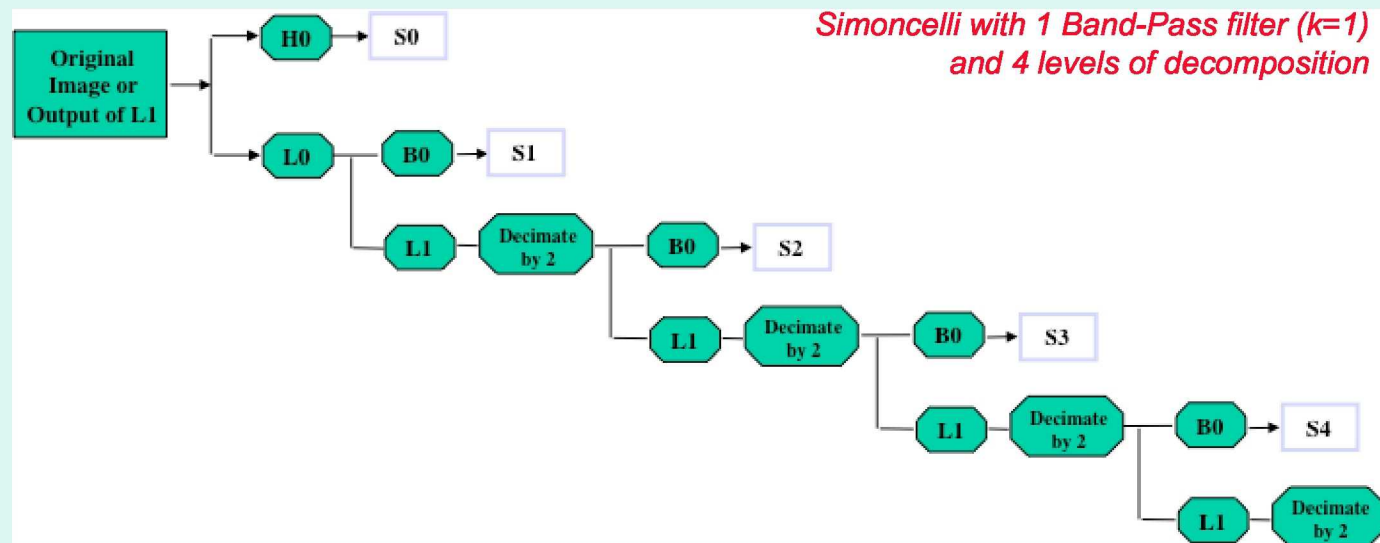 Simoncelli with 1 Band-Pass filter (k=1)
and 4 levels of decomposition
Original
Image or
Output of L1
H0
S0
L0
B0
S1
L1
Decimate
by 2
B0
S2
L1
Decimate
by 2
B0
S3
L1
Decimate
by 2
B0
S4
L1
Decimate
by 2